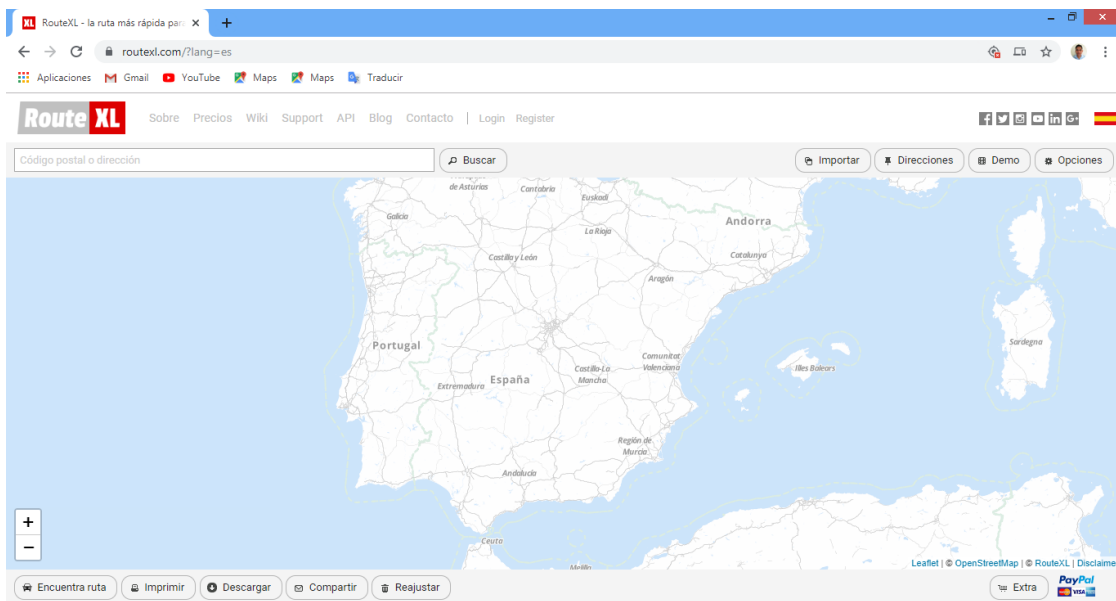 XL RouteXL - la ruta más rápida para
routexl.com/?lang=es
Aplicaciones Gmail YouTube Maps Maps Traducir
Route XL Sobre Precios Wiki Support API Blog Contacto | Login Register
Código postal o dirección Buscar Importar Direcciones Demo Opciones
de Asturias Cantabria
Euskadi
Galicia
Andorra
La Rioja
Castilla y León Catalunya
Aragón
Portugal
Sardegna
Comunitat
Valenciana
Castilla-La
Mancha
Illes Balears
Extremadura España
Región de
Murcia
Andalucía
+
−
Ceuta
Melilla
Leaflet | © OpenStreetMap | © RouteXL | Disclaime
Encuentra ruta Imprimir Descargar Compartir Reajustar Extra PayPal
VISA